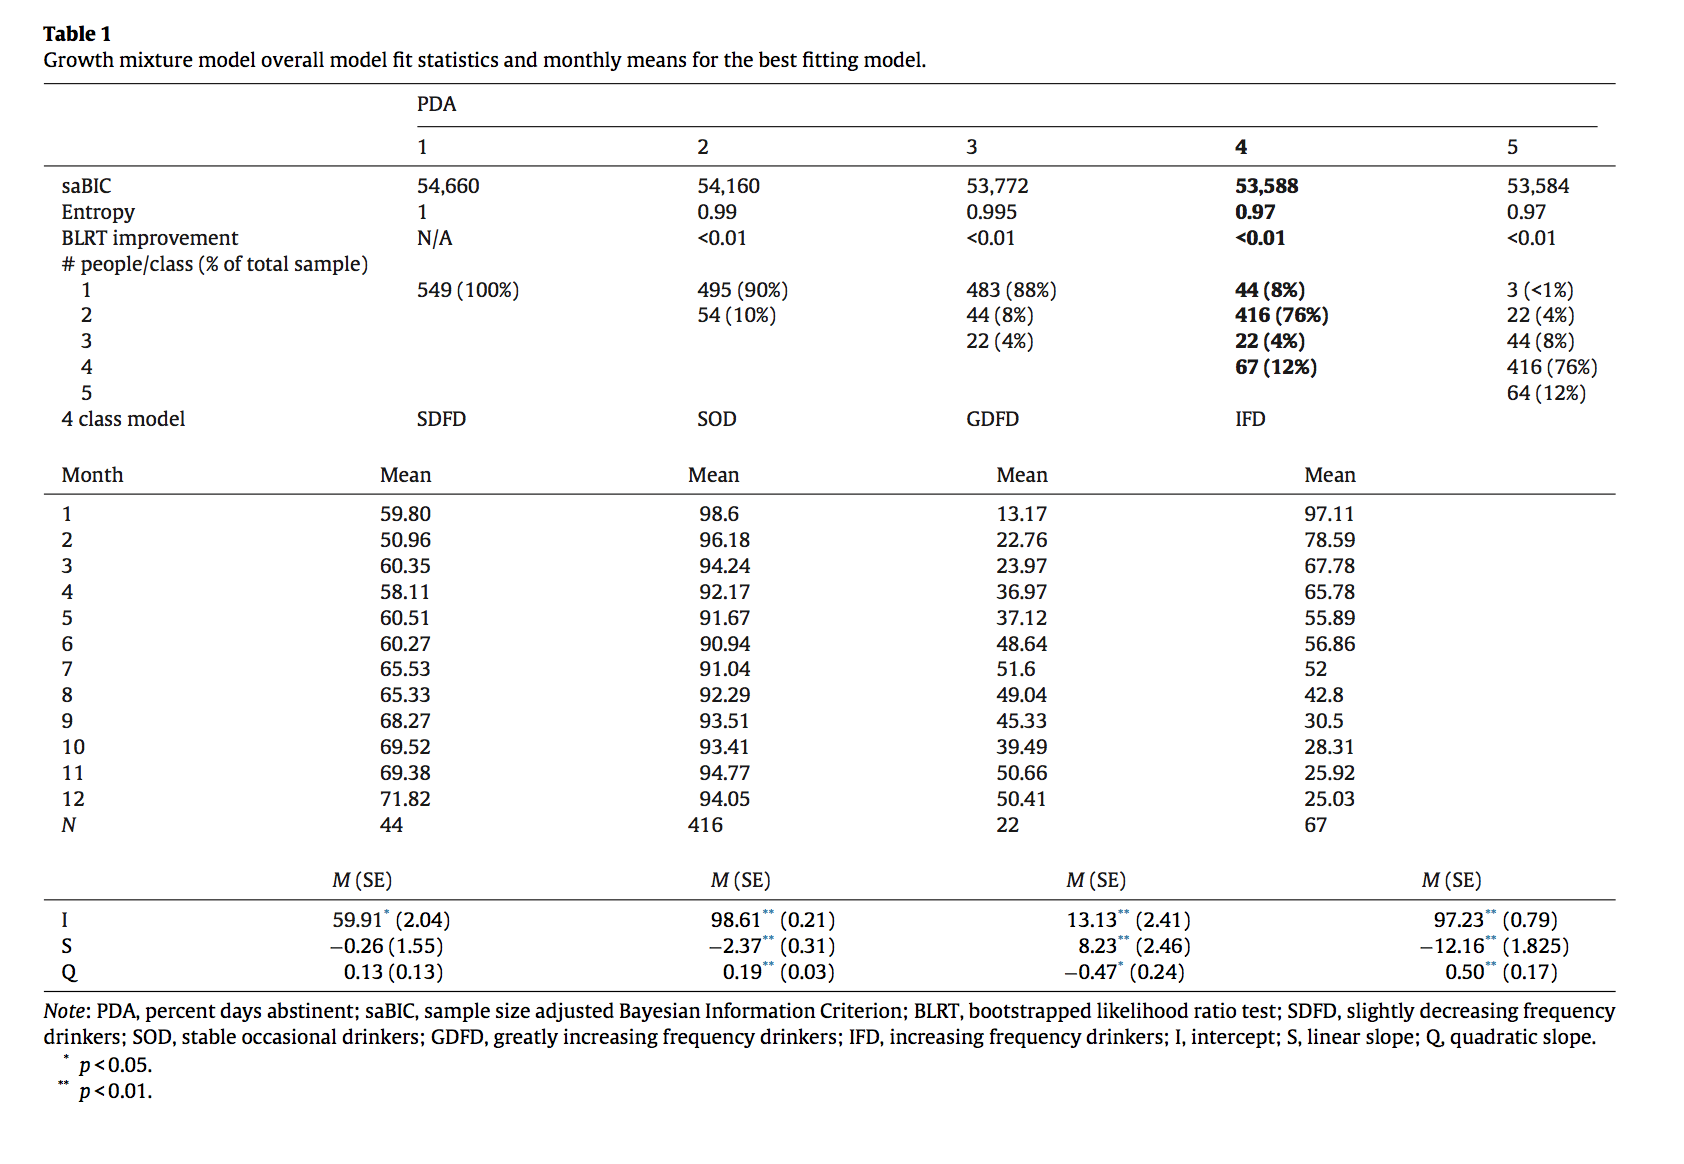 Table 1
Growth mixture model overall model fit statistics and monthly means for the best fitting model.
PDA
1 2 3 4 5
saBIC 54,660 54,160 53,772 53,588 53,584
Entropy 1 0.99 0.995 0.97 0.97
BLRT improvement N/A <0.01 <0.01 <0.01 <0.01
# people/class (% of total sample)
1 549 (100%) 495 (90%) 483 (88%) 44 (8%) 3 (<1%)
2 54 (10%) 44 (8%) 416 (76%) 22 (4%)
3 22 (4%) 22 (4%) 44 (8%)
4 67 (12%) 416 (76%)
5 64 (12%)
4 class model SDFD SOD GDFD IFD
Month Mean Mean Mean Mean
1 59.80 98.6 13.17 97.11
2 50.96 96.18 22.76 78.59
3 60.35 94.24 23.97 67.78
4 58.11 92.17 36.97 65.78
5 60.51 91.67 37.12 55.89
6 60.27 90.94 48.64 56.86
7 65.53 91.04 51.6 52
8 65.33 92.29 49.04 42.8
9 68.27 93.51 45.33 30.5
10 69.52 93.41 39.49 28.31
11 69.38 94.77 50.66 25.92
12 71.82 94.05 50.41 25.03
N 44 416 22 67
M (SE) M (SE) M (SE) M (SE)
I 59.91* (2.04) 98.61** (0.21) 13.13** (2.41) 97.23** (0.79)
S −0.26 (1.55) −2.37** (0.31) 8.23** (2.46) −12.16** (1.825)
Q 0.13 (0.13) 0.19** (0.03) −0.47* (0.24) 0.50** (0.17)
Note: PDA, percent days abstinent; saBIC, sample size adjusted Bayesian Information Criterion; BLRT, bootstrapped likelihood ratio test; SDFD, slightly decreasing frequency
drinkers; SOD, stable occasional drinkers; GDFD, greatly increasing frequency drinkers; IFD, increasing frequency drinkers; I, intercept; S, linear slope; Q, quadratic slope.
* p < 0.05.
** p < 0.01.